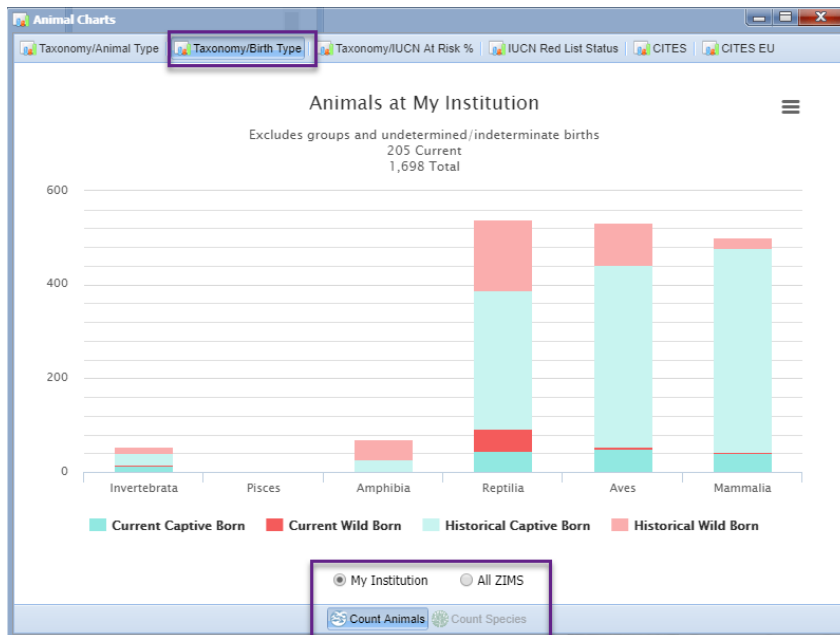 Animal Charts
Taxonomy/Animal Type Taxonomy/Birth Type Taxonomy/IUCN At Risk % IUCN Red List Status CITES CITES EU
Animals at My Institution
Excludes groups and undetermined/indeterminate births
205 Current
1,698 Total
600
400
200
0
Invertebrata Pisces Amphibia Reptilia Aves Mammalia
Current Captive Born Current Wild Born Historical Captive Born Historical Wild Born
My Institution All ZIMS
Count Animals Count Species